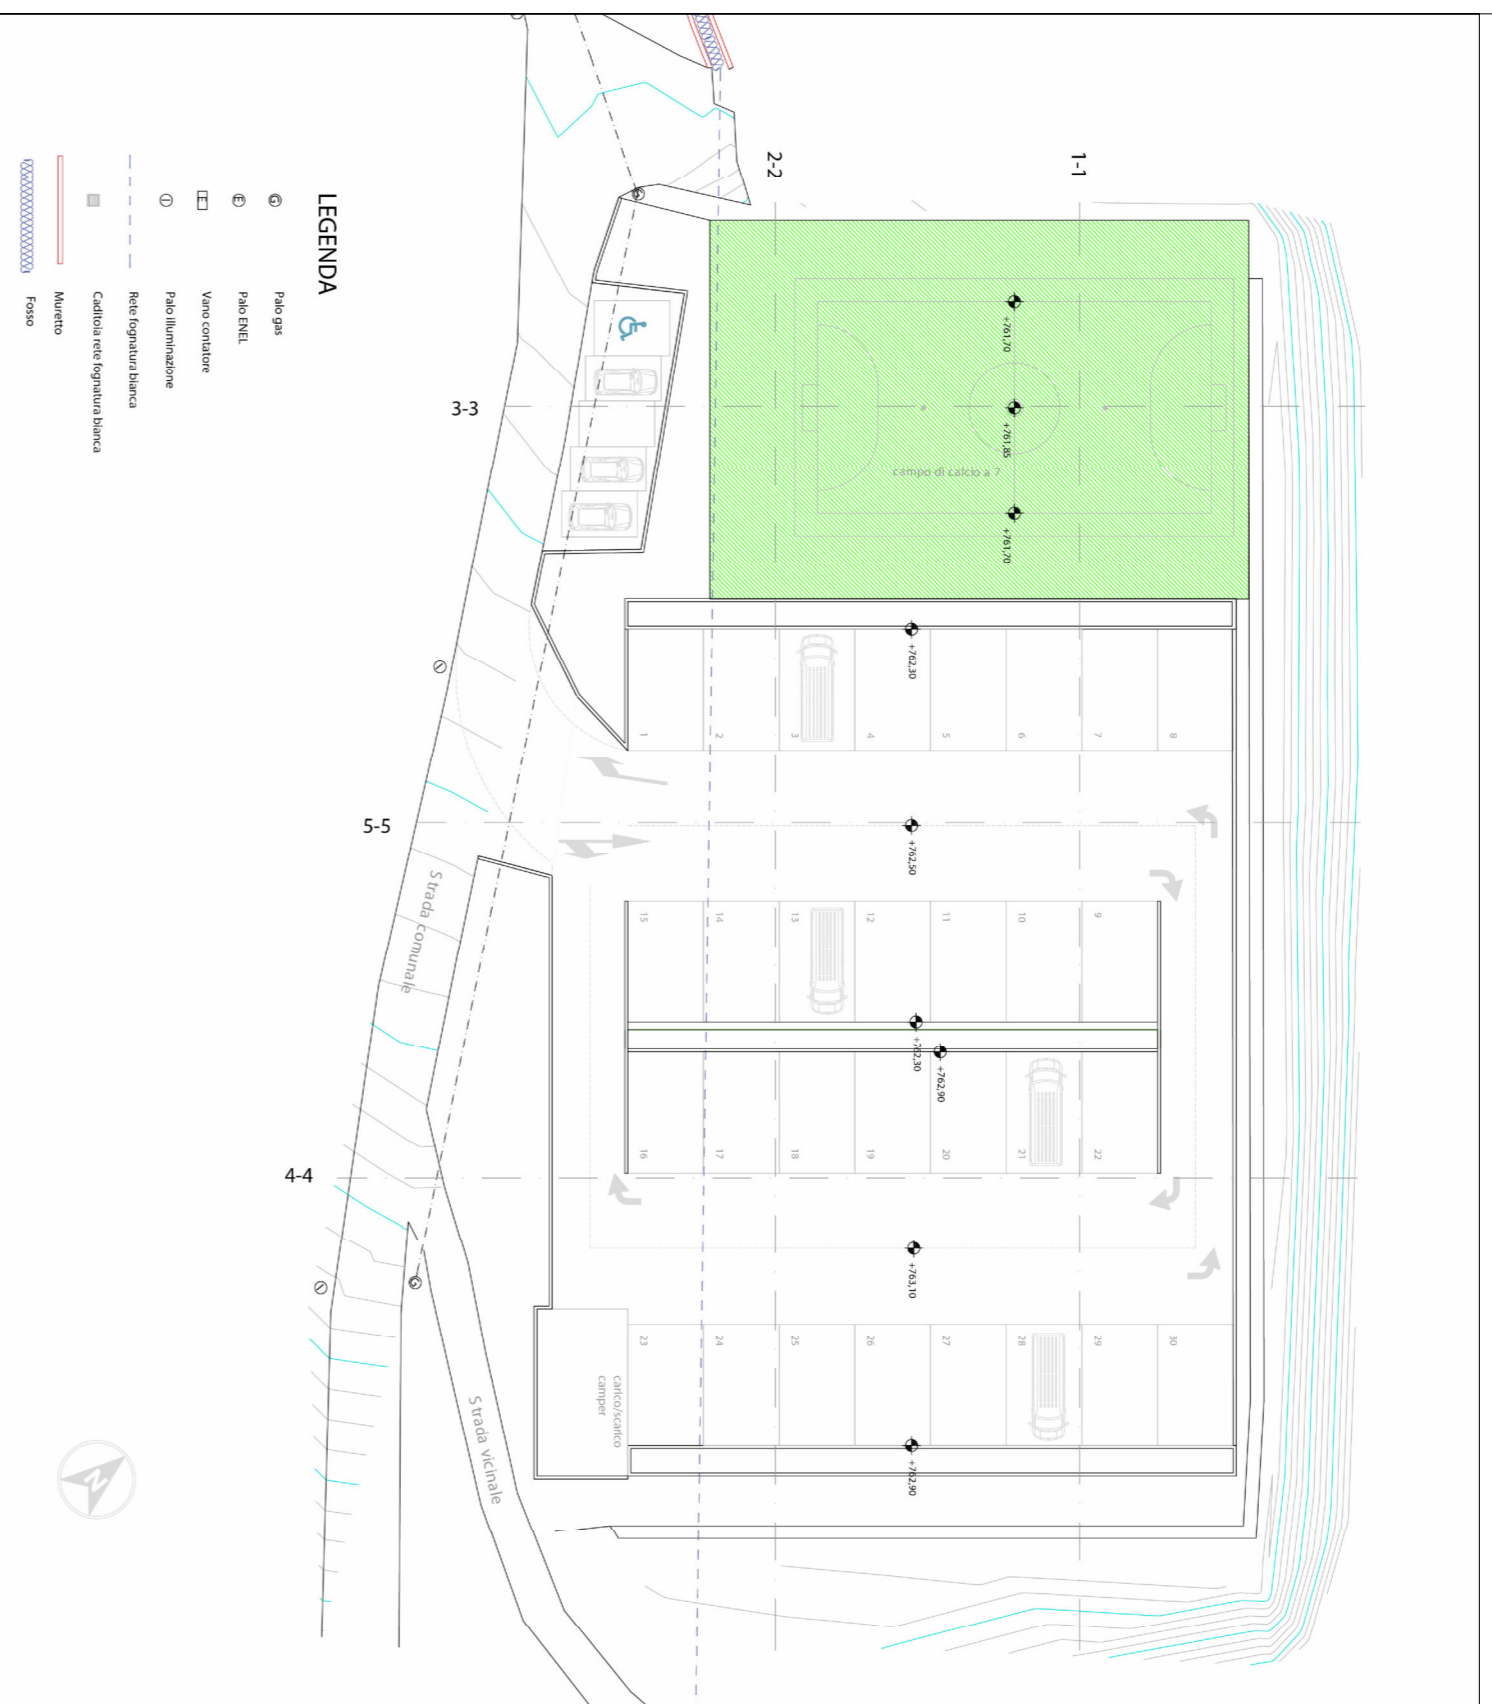 LEGENDA
G Palo gas
E Palo ENEL
E Vano contatore
I Palo illuminazione
Rete fognatura bianca
Caditoia rete fognatura bianca
Muretto
Fosso
2-2
1-1
3-3
5-5
4-4
G
I
I
G
+761,70
+761,85
+761,70
campo di calcio a 7
+762,30
1
2
3
4
5
6
7
8
+762,50
15
14
13
12
11
10
9
+762,30
+762,90
16
17
18
19
20
21
22
+763,10
23
24
25
26
27
28
29
30
carico/scarico
camper
+762,90
Strada comunale
Strada vicinale
N